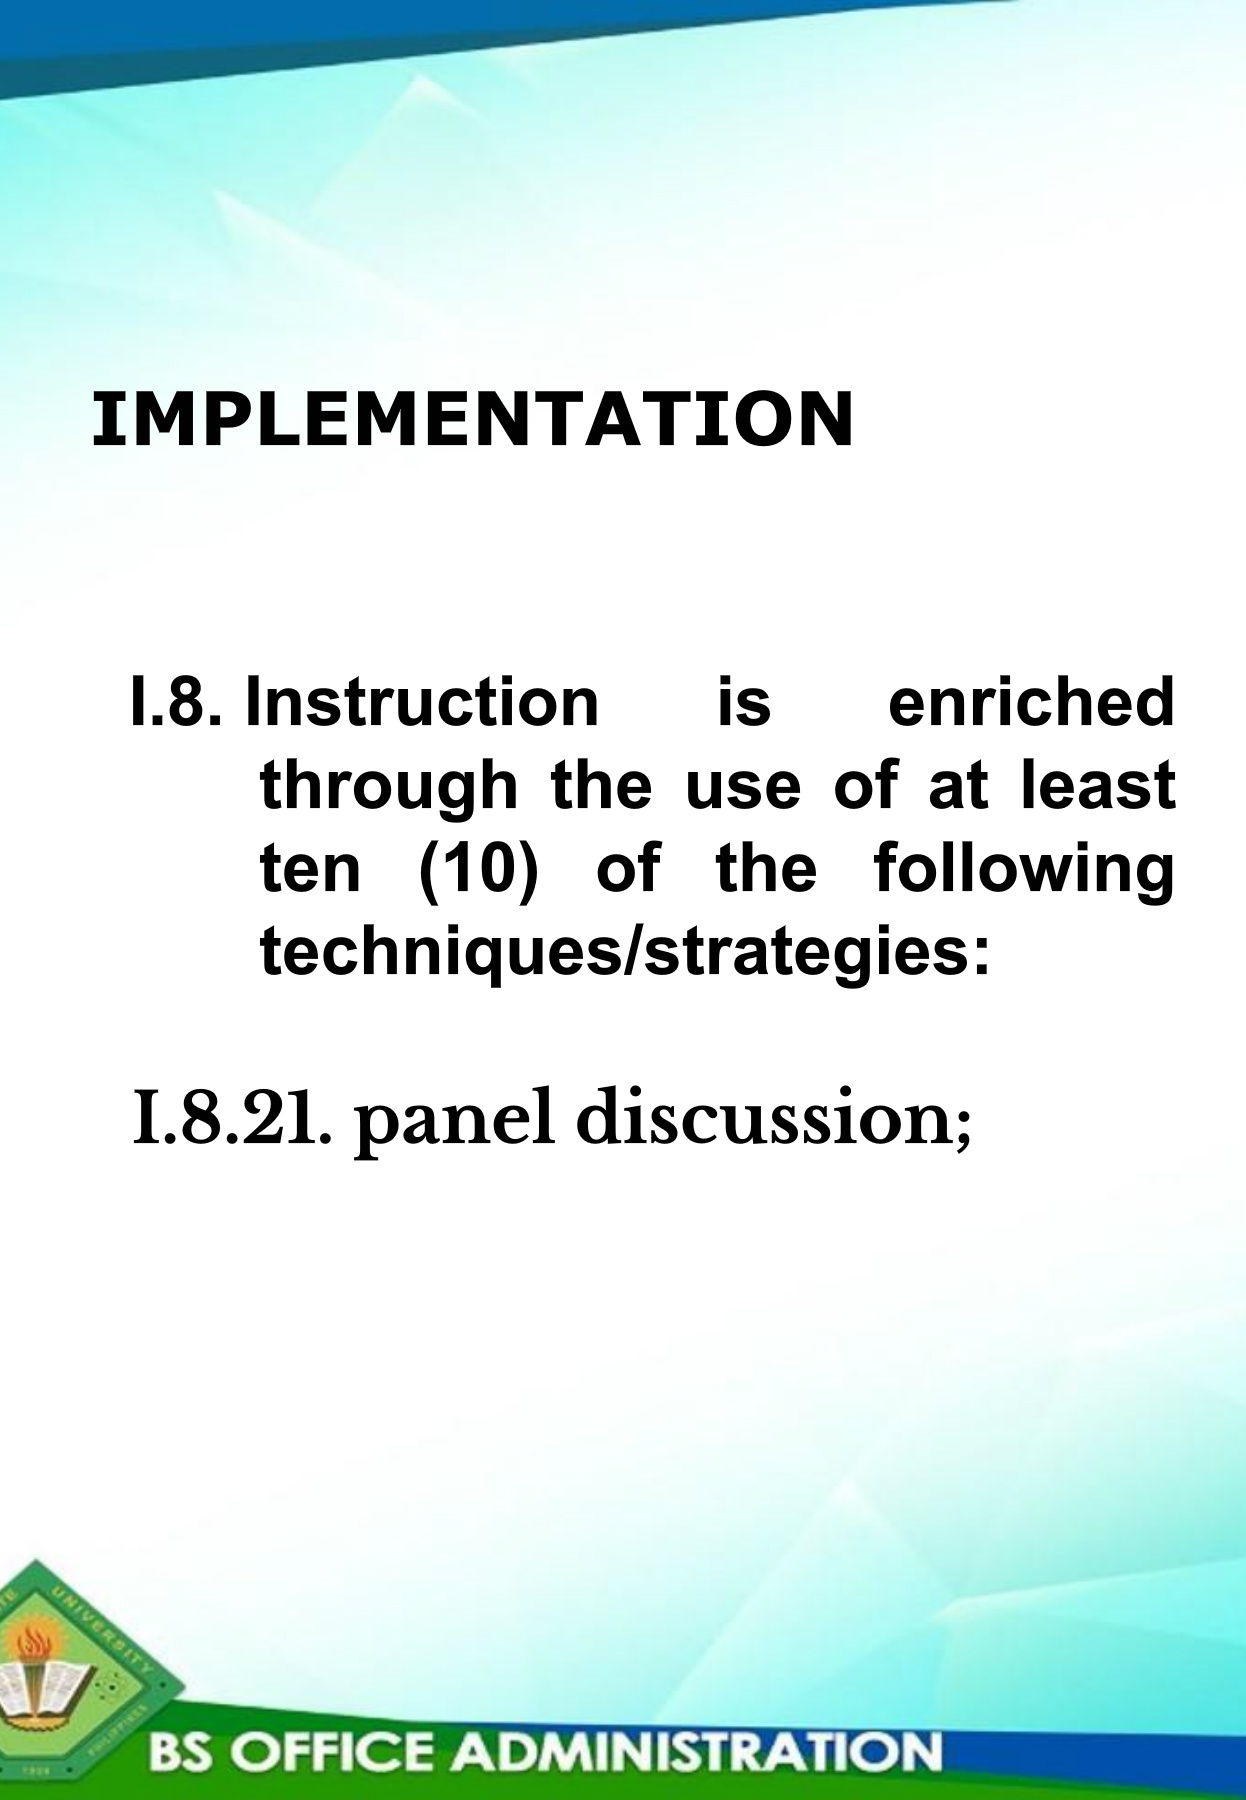 IMPLEMENTATION
I.8. Instruction is enriched
through the use of at least
ten (10) of the following
techniques/strategies:
I.8.21. panel discussion;
UNIVERSITY
PHILIPPINES
BS OFFICE ADMINISTRATION